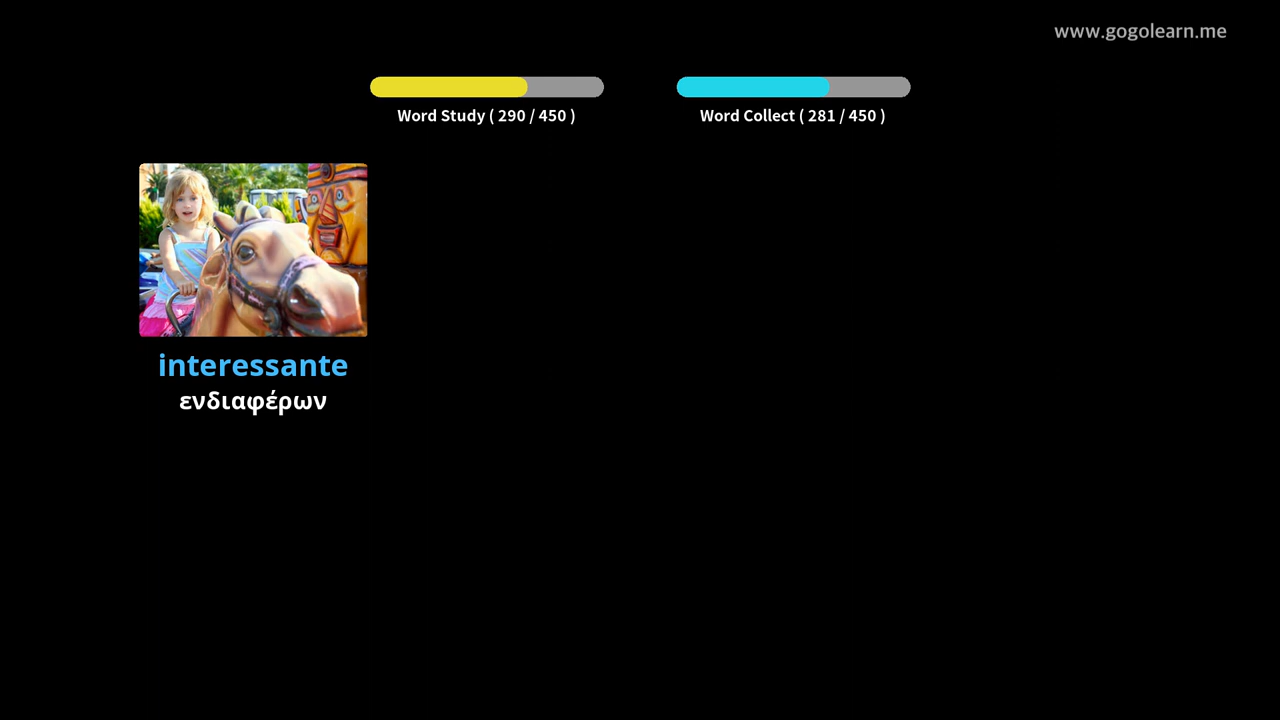 www.gogolearn.me
Word Study ( 290 / 450 )
Word Collect ( 281 / 450 )
interessante
ενδιαφέρων